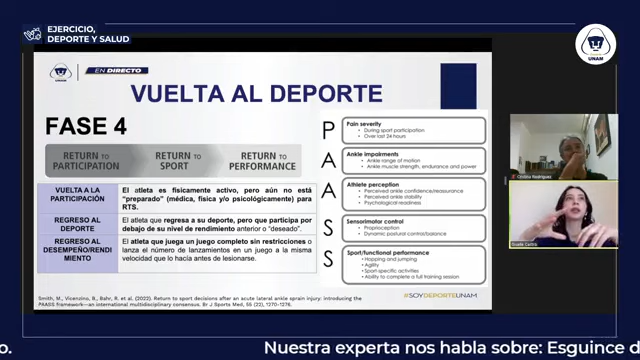 EJERCICIO,
DEPORTE Y SALUD
UNAM
UNAM
EN DIRECTO
VUELTA AL DEPORTE
FASE 4
RETURN TO PARTICIPATION
RETURN TO SPORT
RETURN TO PERFORMANCE
VUELTA A LA PARTICIPACIÓN
El atleta es físicamente activo, pero aún no está
"preparado" (médica, física y/o psicológicamente) para
RTS.
REGRESO AL DEPORTE
El atleta que regresa a su deporte, pero que participa por
debajo de su nivel de rendimiento anterior o "deseado".
REGRESO AL DESEMPEÑO/RENDI MIENTO
El atleta que juega un juego completo sin restricciones o
lanza el número de lanzamientos en un juego a la misma
velocidad que lo hacía antes de lesionarse.
P
Pain severity
• During sport participation
• Over last 24 hours
A
Ankle impairments
• Ankle range of motion
• Ankle muscle strength, endurance and power
A
Athlete perception
• Perceived ankle confidence/reassurance
• Perceived ankle stability
• Psychological readiness
S
Sensorimotor control
• Proprioception
• Dynamic postural control/balance
S
Sport/functional performance
• Hopping and jumping
• Agility
• Sport-specific activities
• Ability to complete a full training session
Smith, M., Vicenzino, B., Bahr, R. et al. (2022). Return to sport decisions after an acute lateral ankle sprain injury: introducing the
PAASS framework—an international multidisciplinary consensus. Br J Sports Med, 55 (22), 1270-1276.
#SOYDEPORTEUNAM
Rodríguez
o.
Nuestra experta nos habla sobre: Esguince d